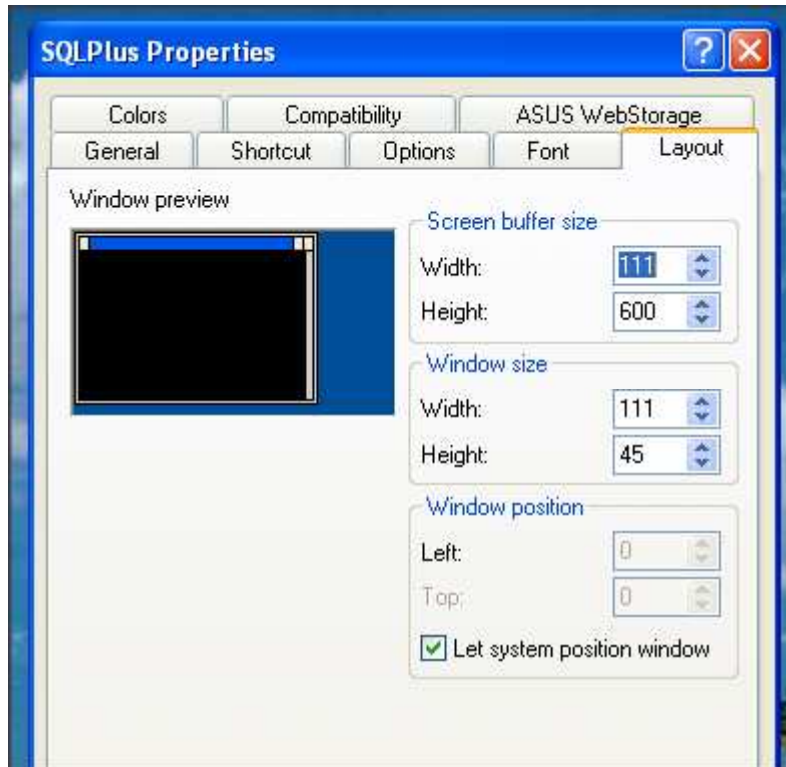 SQLPlus Properties
Colors Compatibility ASUS WebStorage
General Shortcut Options Font Layout
Window preview
Screen buffer size
Width: 111
Height: 600
Window size
Width: 111
Height: 45
Window position
Left: 0
Top: 0
Let system position window